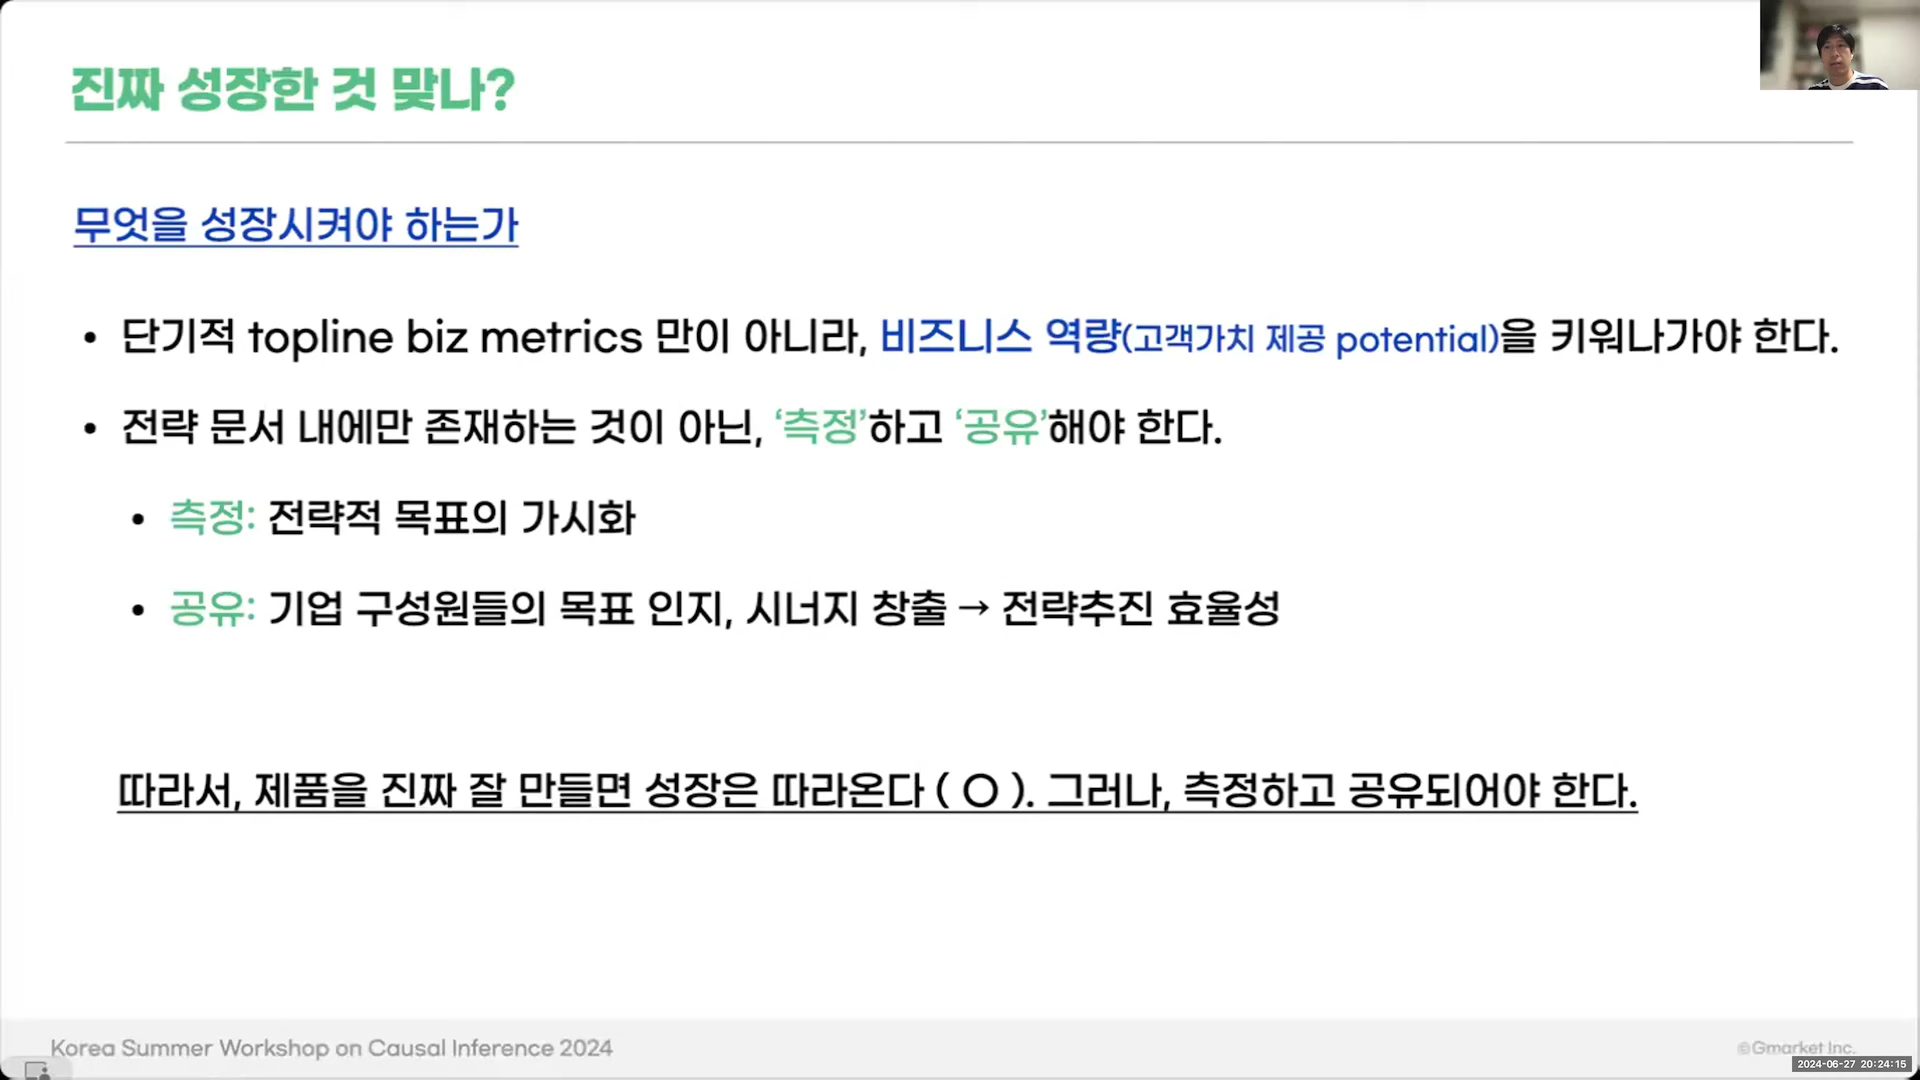 진짜 성장한 것 맞나?
무엇을 성장시켜야 하는가
• 단기적 topline biz metrics 만이 아니라, 비즈니스 역량(고객가치 제공 potential)을 키워나가야 한다.
• 전략 문서 내에만 존재하는 것이 아닌, ‘측정’하고 ‘공유’해야 한다.
• 측정: 전략적 목표의 가시화
• 공유: 기업 구성원들의 목표 인지, 시너지 창출 → 전략추진 효율성
따라서, 제품을 진짜 잘 만들면 성장은 따라온다 ( O ). 그러나, 측정하고 공유되어야 한다.
Korea Summer Workshop on Causal Inference 2024
©Gmarket Inc.
2024-06-27 20:24:15